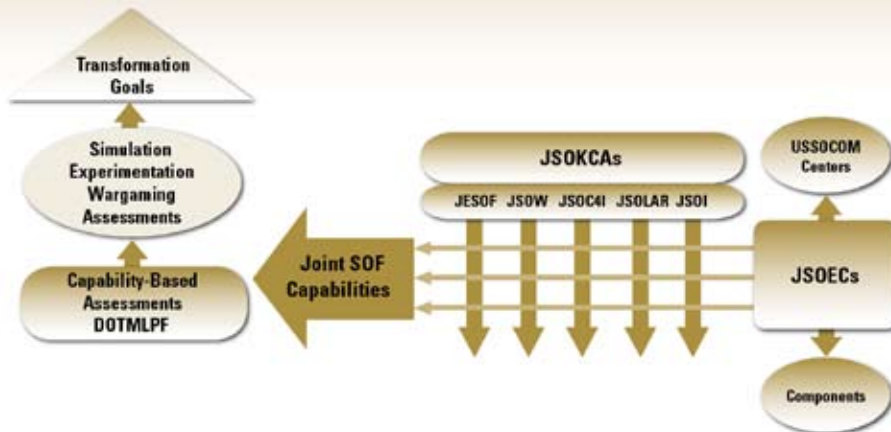 Transformation
Goals
Simulation
Experimentation
Wargaming
Assessments
Capability-Based
Assessments
DOTMLPF
Joint SOF
Capabilities
JSOKCAs
JESOF JSOW JSOC4I JSOLAR JSOI
USSOCOM
Centers
JSOECs
Components